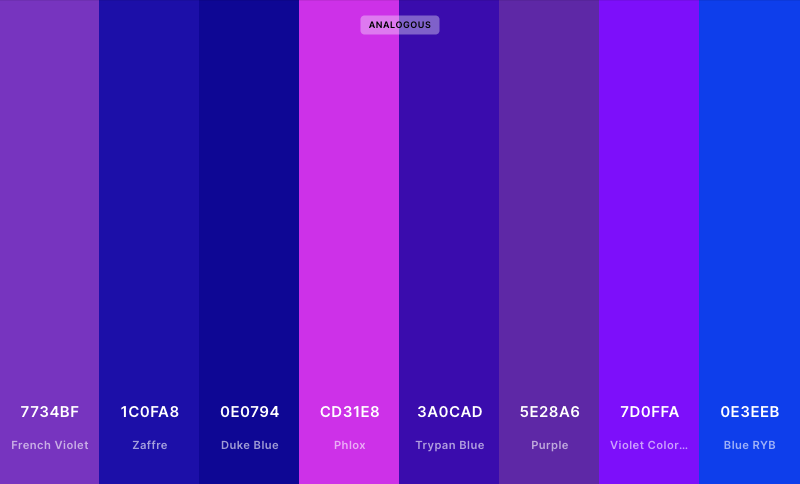 ANALOGOUS
7734BF 1C0FA8 0E0794 CD31E8 3A0CAD 5E28A6 7D0FFA 0E3EEB
French Violet Zaffre Duke Blue Phlox Trypan Blue Purple Violet Color... Blue RYB